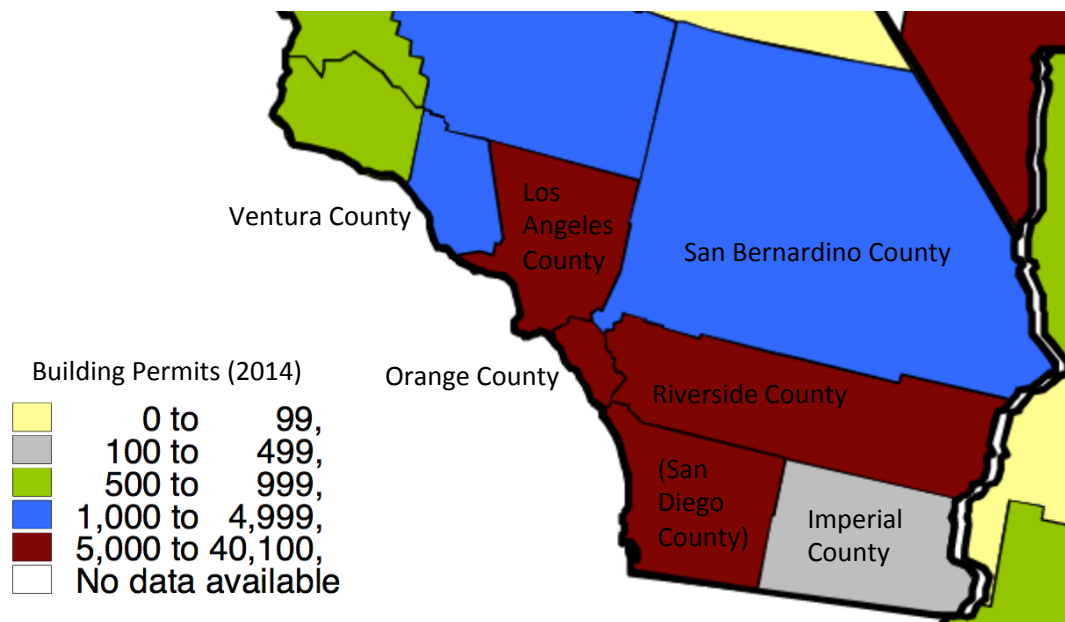 Los
Angeles
County
Ventura County
San Bernardino County
Orange County
Building Permits (2014)
Riverside County
0 to 99,
100 to 499,
500 to 999,
1,000 to 4,999,
5,000 to 40,100,
No data available
(San
Diego
County)
Imperial
County